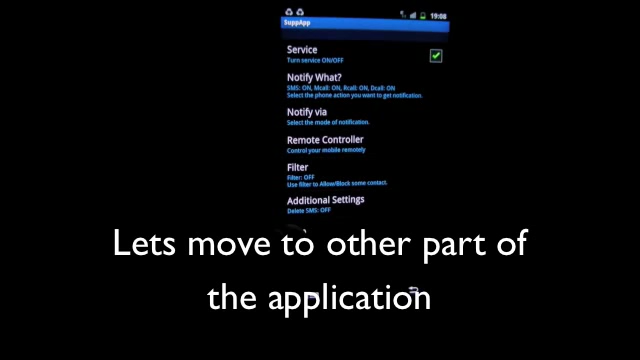 19:08
SuppApp
Service
Turn service ON/OFF
Notify What?
SMS: ON, Mcall: ON, Rcall: ON, Dcall: ON
Select the phone action you want to get notification.
Notify via
Select the mode of notification.
Remote Controller
Control your mobile remotely
Filter
Filter: OFF
Use filter to Allow/Block some contact.
Additional Settings
Delete SMS: OFF
Lets move to other part of
the application